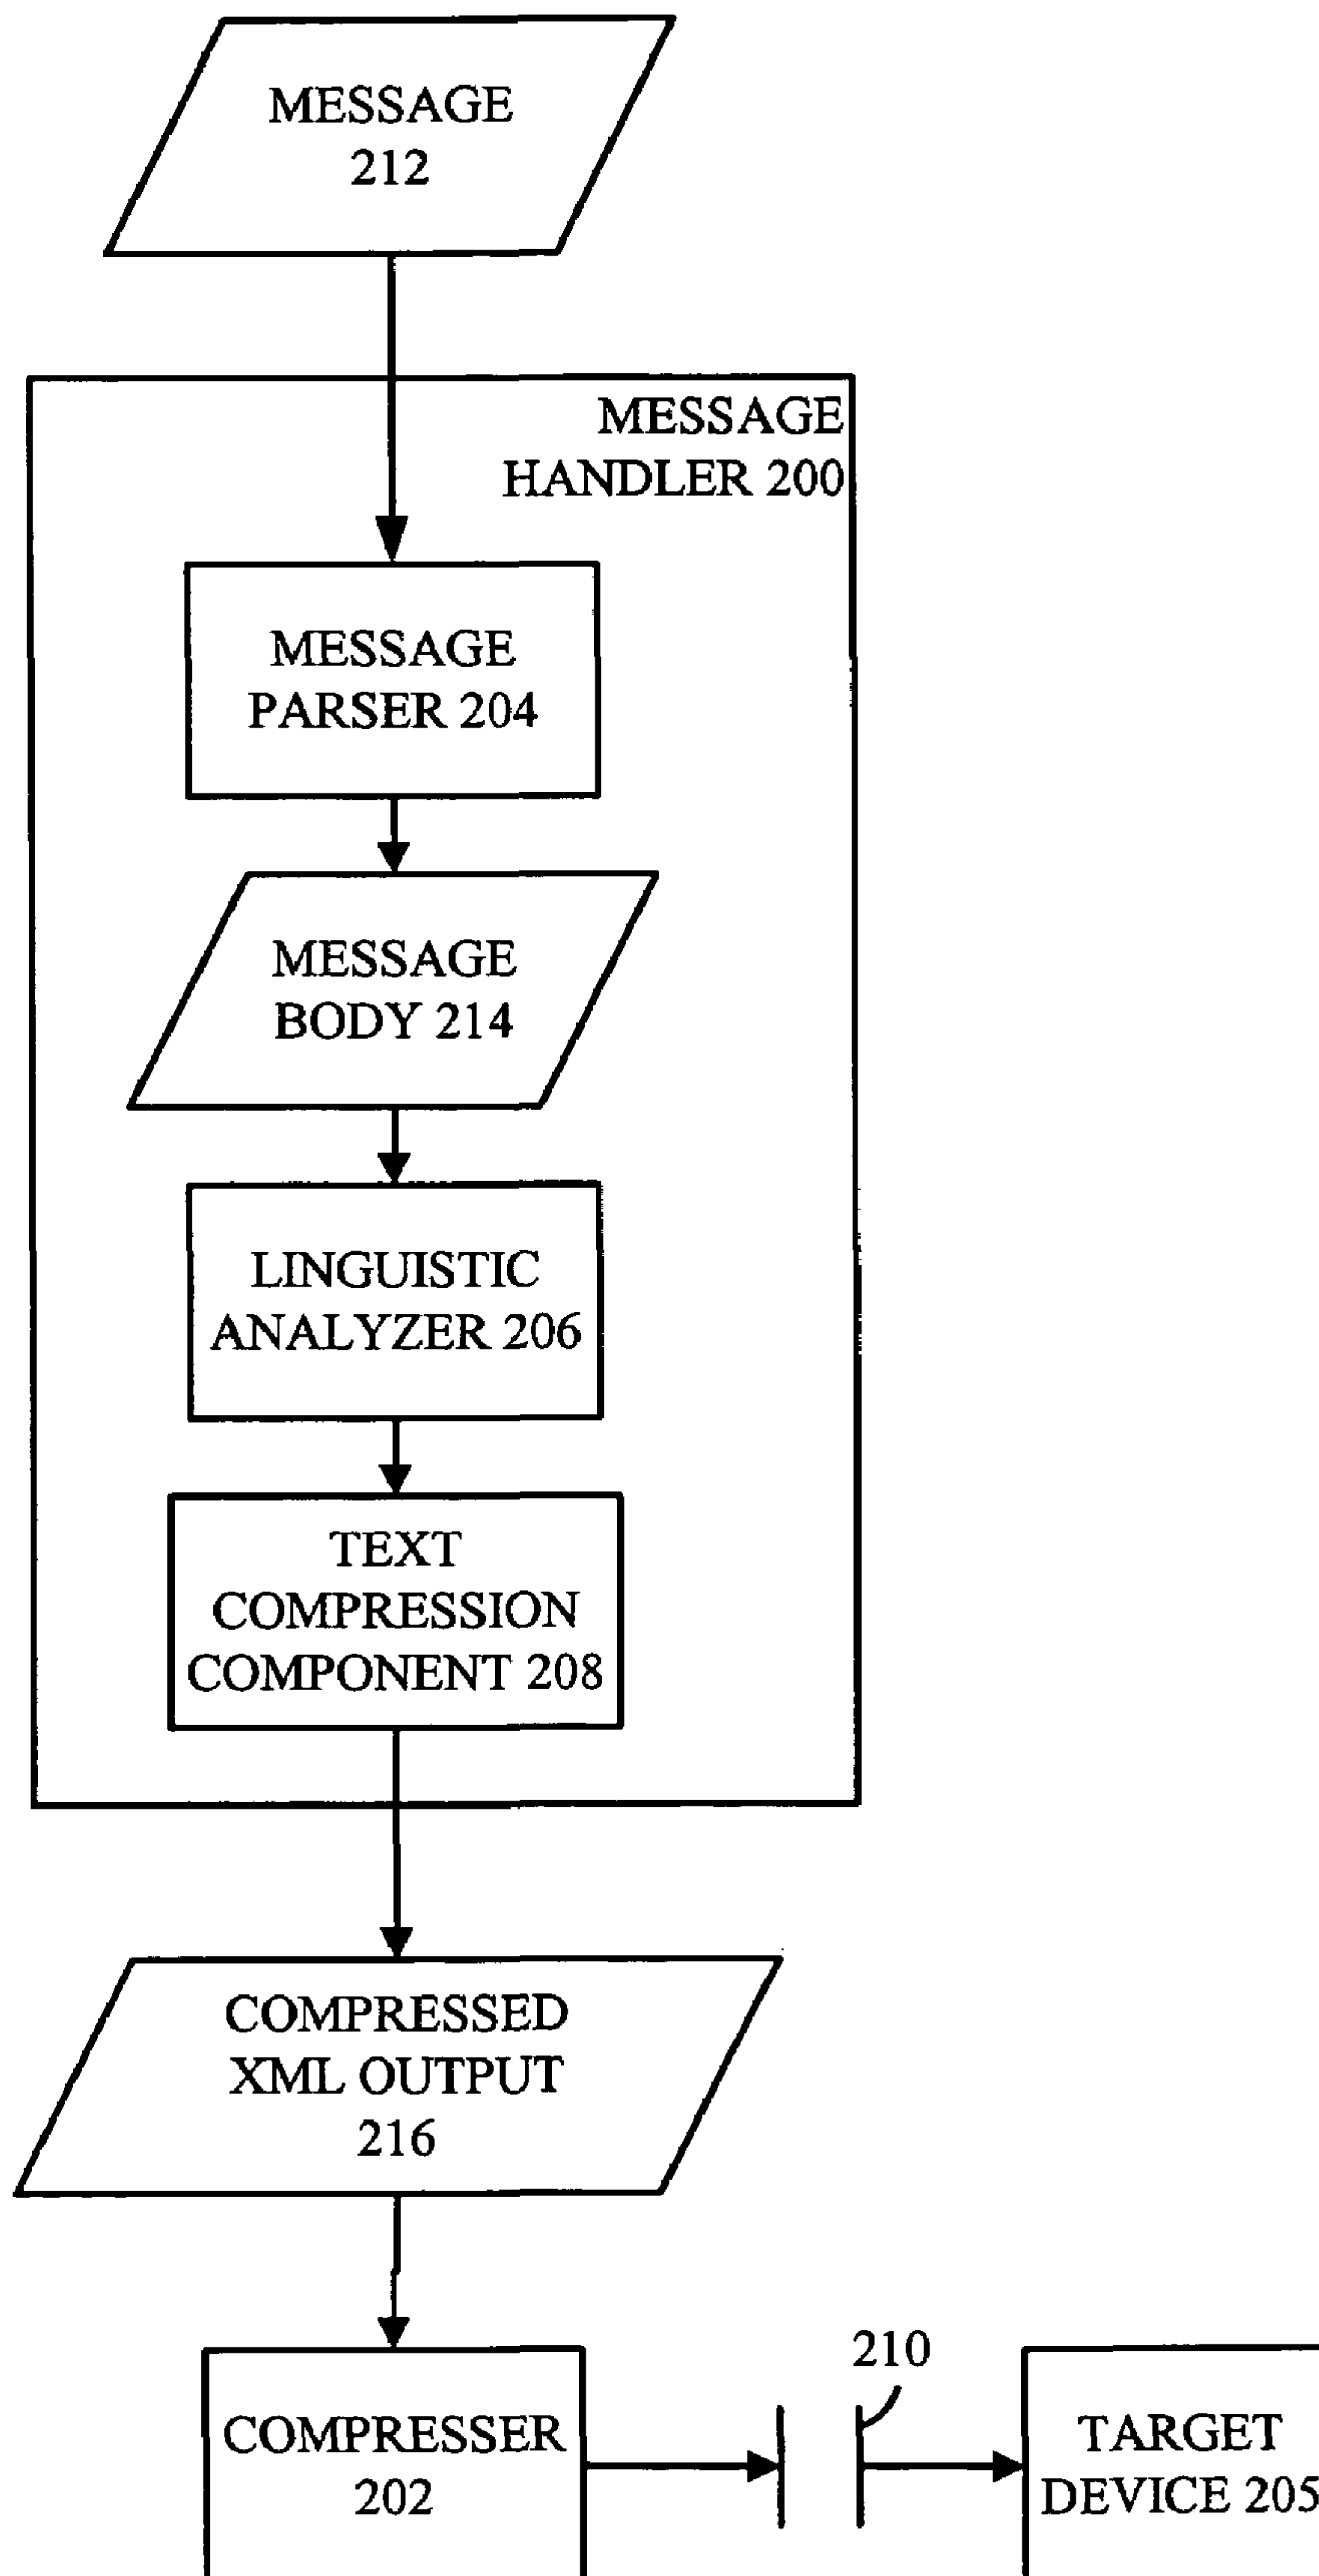 MESSAGE
212
MESSAGE
HANDLER 200
MESSAGE
PARSER 204
MESSAGE
BODY 214
LINGUISTIC
ANALYZER 206
TEXT
COMPRESSION
COMPONENT 208
COMPRESSED
XML OUTPUT
216
210
COMPRESSER
202
TARGET
DEVICE 205